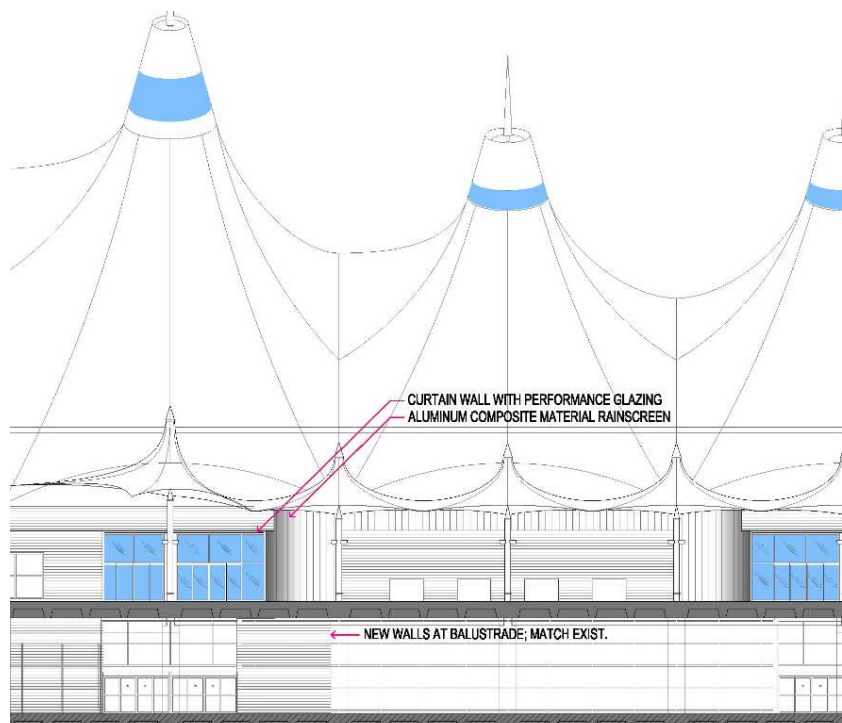 CURTAIN WALL WITH PERFORMANCE GLAZING
ALUMINUM COMPOSITE MATERIAL RAINSCREEN
NEW WALLS AT BALUSTRADE; MATCH EXIST.